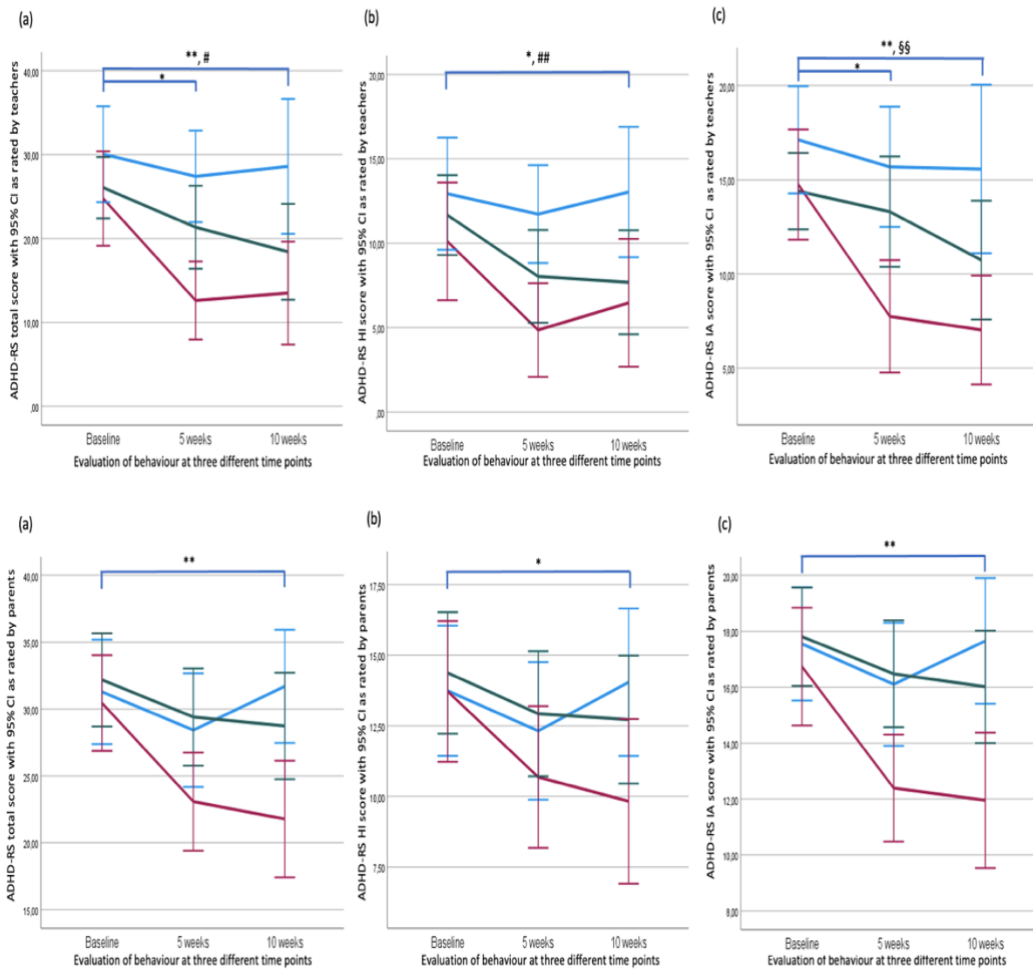 (a)
ADHD-RS total score with 95% CI as rated by teachers
40,00
30,00
20,00
10,00
,00
**, #
*
Baseline
5 weeks
10 weeks
Evaluation of behaviour at three different time points
(b)
ADHD-RS HI score with 95% CI as rated by teachers
20,00
15,00
10,00
5,00
,00
*, ##
Baseline
5 weeks
10 weeks
Evaluation of behaviour at three different time points
(c)
ADHD-RS IA score with 95% CI as rated by teachers
20,00
15,00
10,00
5,00
**, §§
*
Baseline
5 weeks
10 weeks
Evaluation of behaviour at three different time points
(a)
ADHD-RS total score with 95% CI as rated by parents
40,00
35,00
30,00
25,00
20,00
15,00
**
Baseline
5 weeks
10 weeks
Evaluation of behaviour at three different time points
(b)
ADHD-RS HI score with 95% CI as rated by parents
17,50
15,00
12,50
10,00
7,50
*
Baseline
5 weeks
10 weeks
Evaluation of behaviour at three different time points
(c)
ADHD-RS IA score with 95% CI as rated by parents
20,00
18,00
16,00
14,00
12,00
10,00
8,00
**
Baseline
5 weeks
10 weeks
Evaluation of behaviour at three different time points